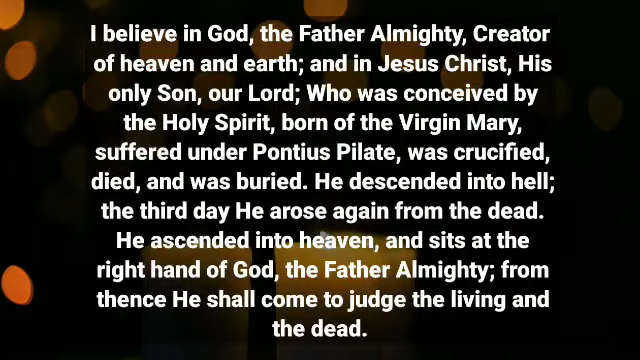 I believe in God, the Father Almighty, Creator
of heaven and earth; and in Jesus Christ, His
only Son, our Lord; Who was conceived by
the Holy Spirit, born of the Virgin Mary,
suffered under Pontius Pilate, was crucified,
died, and was buried. He descended into hell;
the third day He arose again from the dead.
He ascended into heaven, and sits at the
right hand of God, the Father Almighty; from
thence He shall come to judge the living and
the dead.